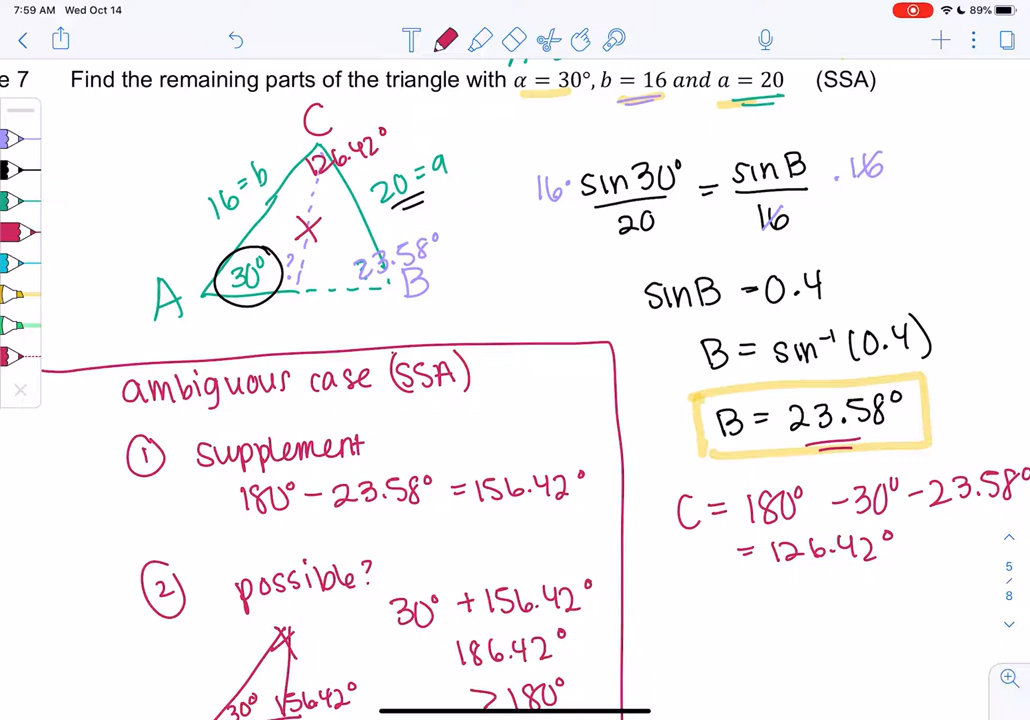 7:59 AM Wed Oct 14
89%
e 7 Find the remaining parts of the triangle with α = 30°, b = 16 and a = 20 (SSA)
C
126.42°
16 = b
20 = a
30°
?
23.58°
A
B
16 · sin 30° / 20 = sin B / 16 · 16
sin B = 0.4
B = sin⁻¹ (0.4)
B = 23.58°
C = 180° - 30° - 23.58°
= 126.42°
ambiguous case (SSA)
① supplement
180° - 23.58° = 156.42°
② possible?
30° + 156.42°
186.42°
> 180°
30°
156.42°
5
/
8